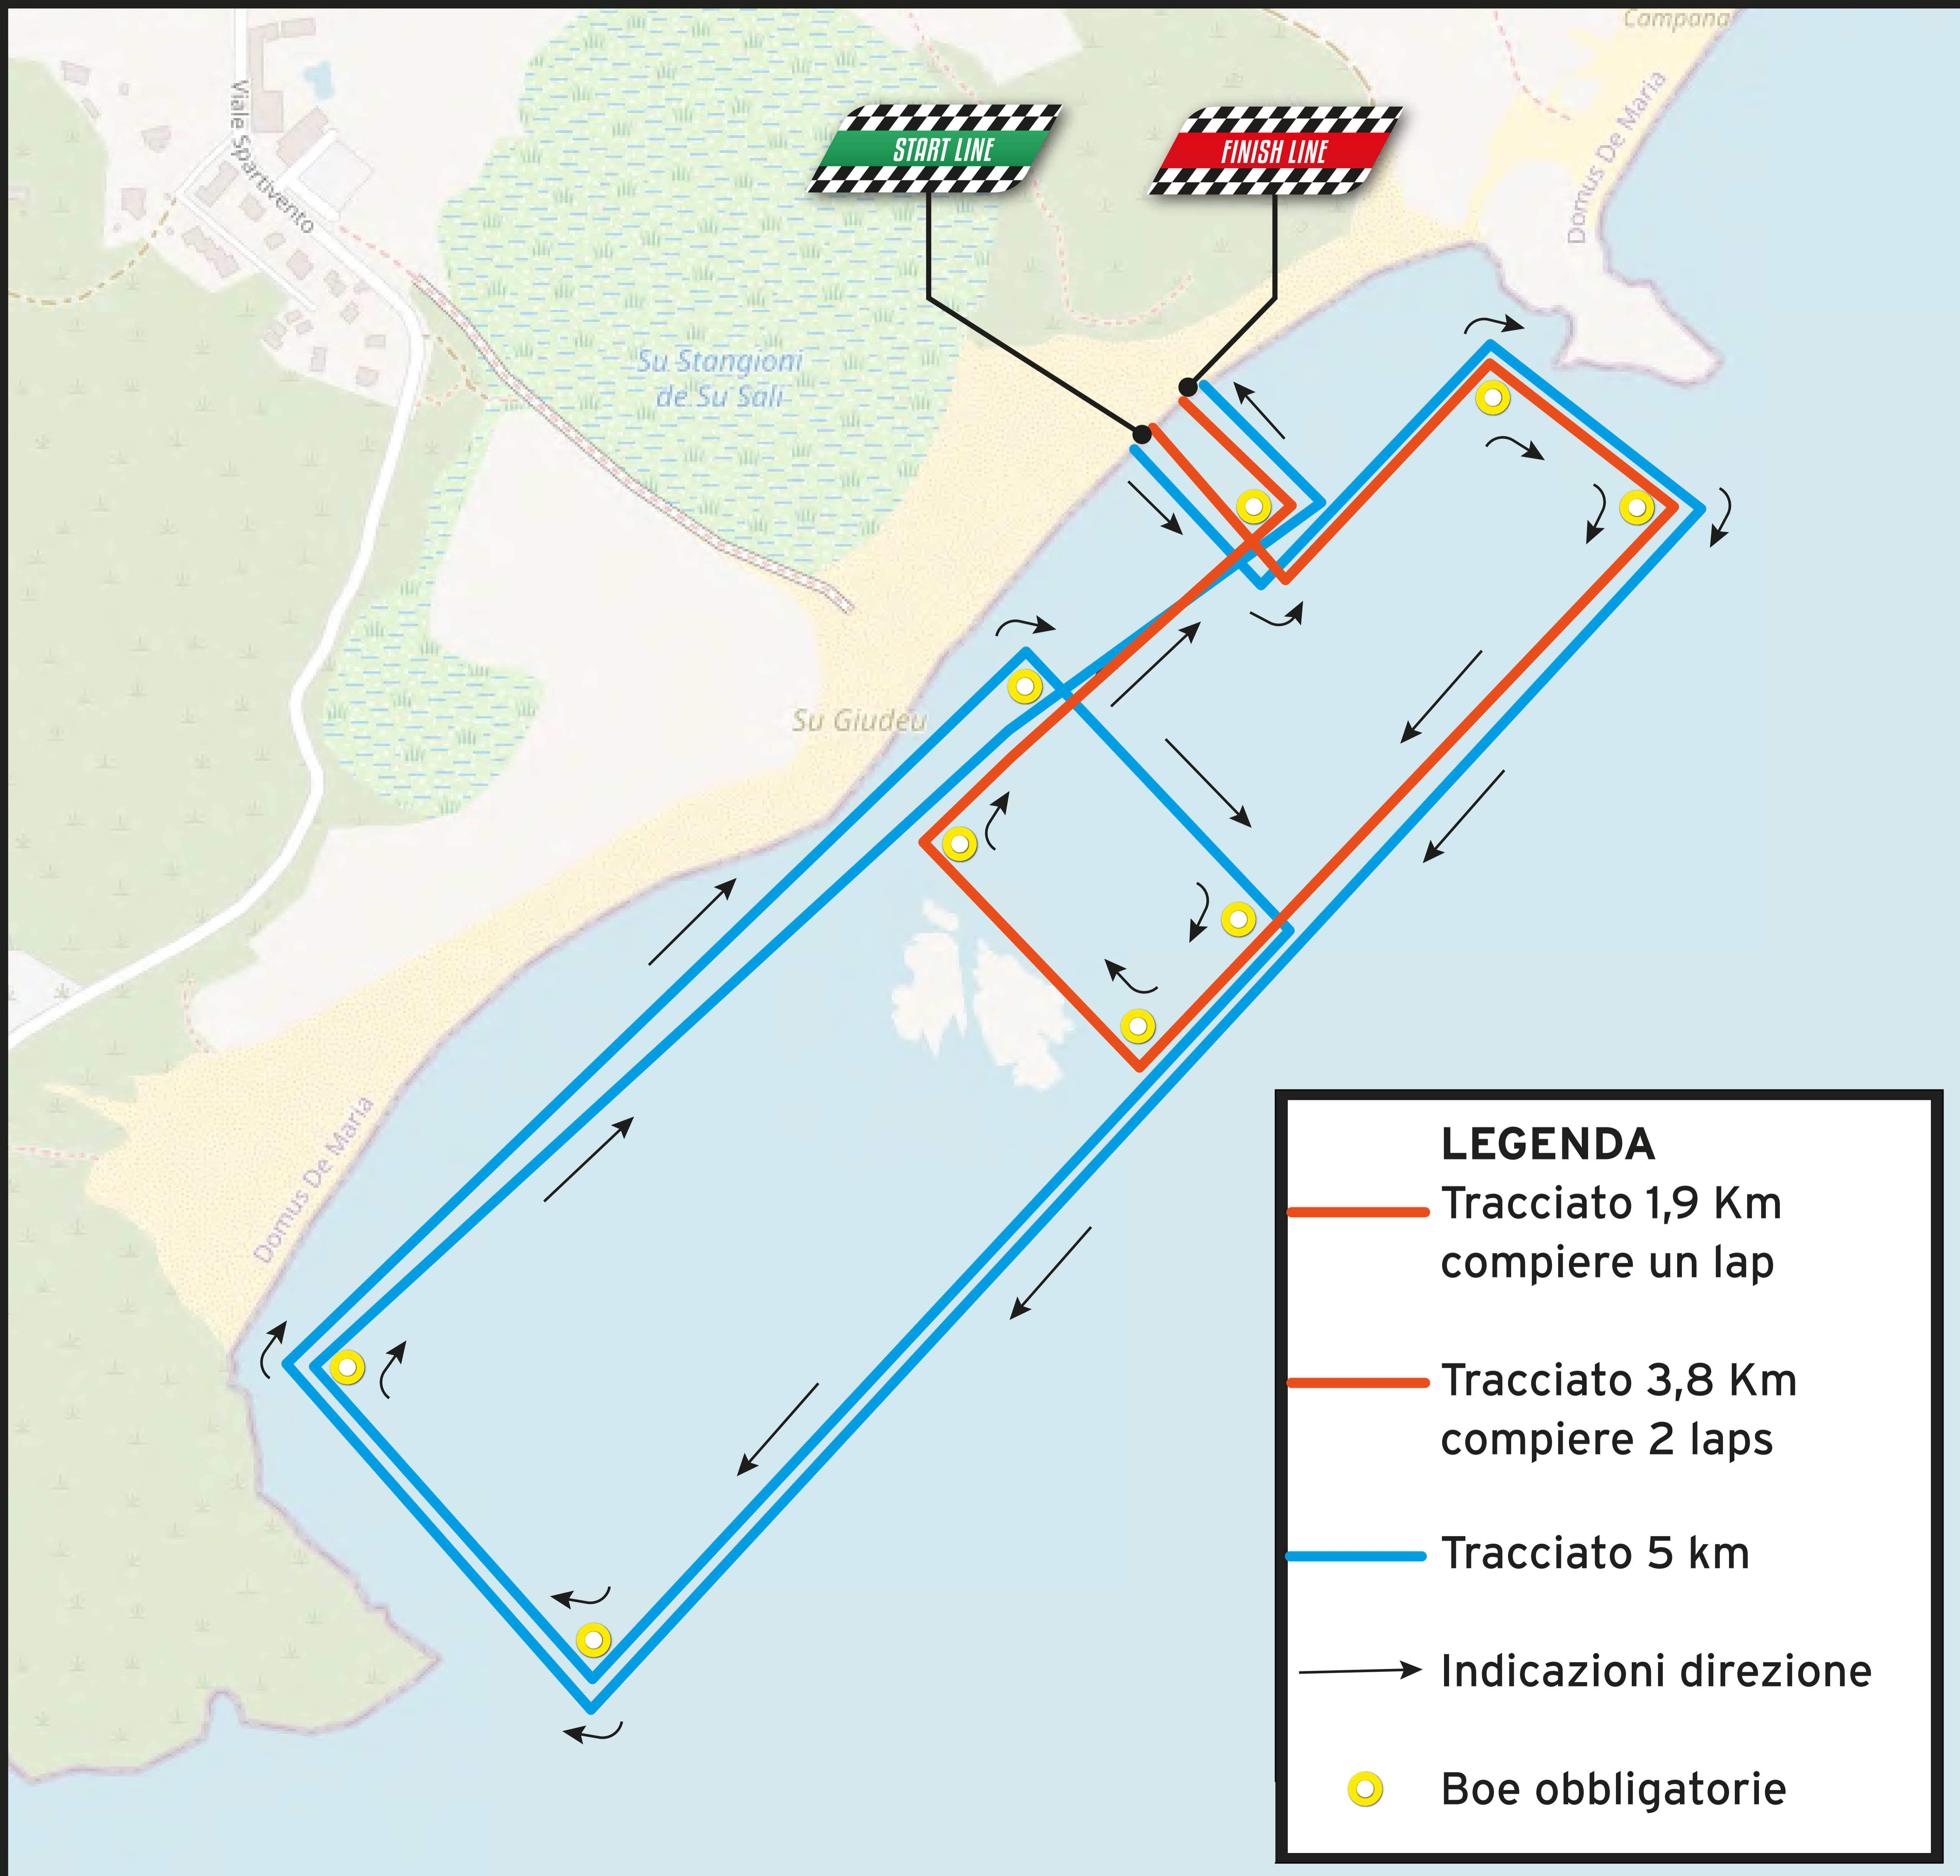 Campana
Domus De Maria
Viale Spartivento
START LINE
FINISH LINE
Su Stangioni
de Su Sali
Su Giudeu
Domus De Maria
LEGENDA
Tracciato 1,9 Km
compiere un lap
Tracciato 3,8 Km
compiere 2 laps
Tracciato 5 km
Indicazioni direzione
Boe obbligatorie